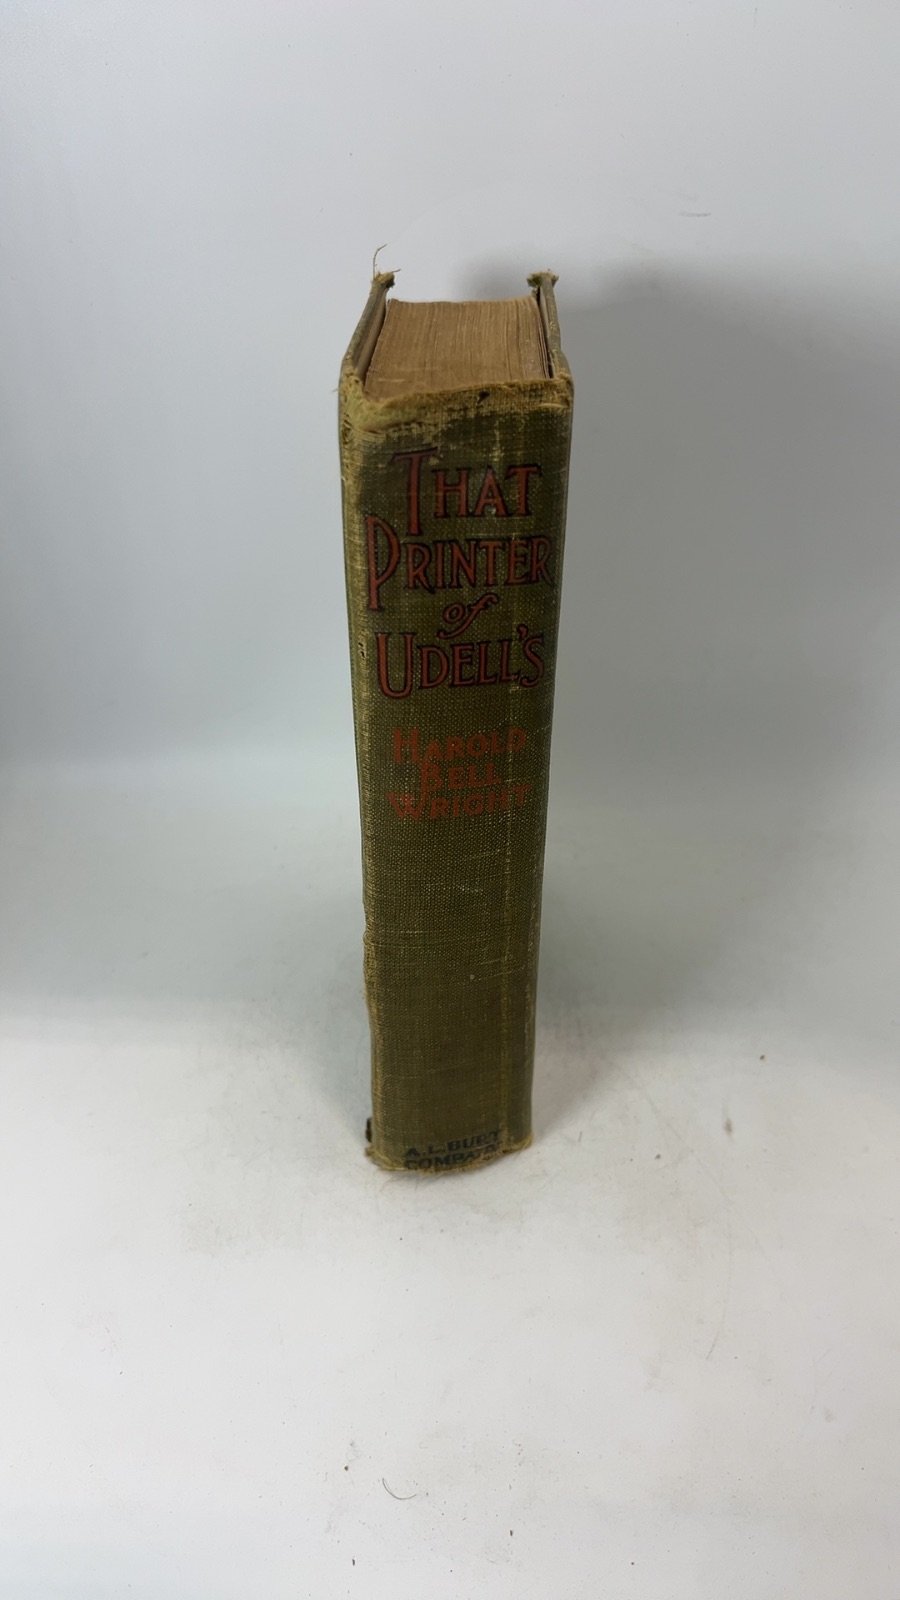 THAT
PRINTER
of
UDELL'S
HAROLD
BELL
WRIGHT
A. L. BURT
COMPANY